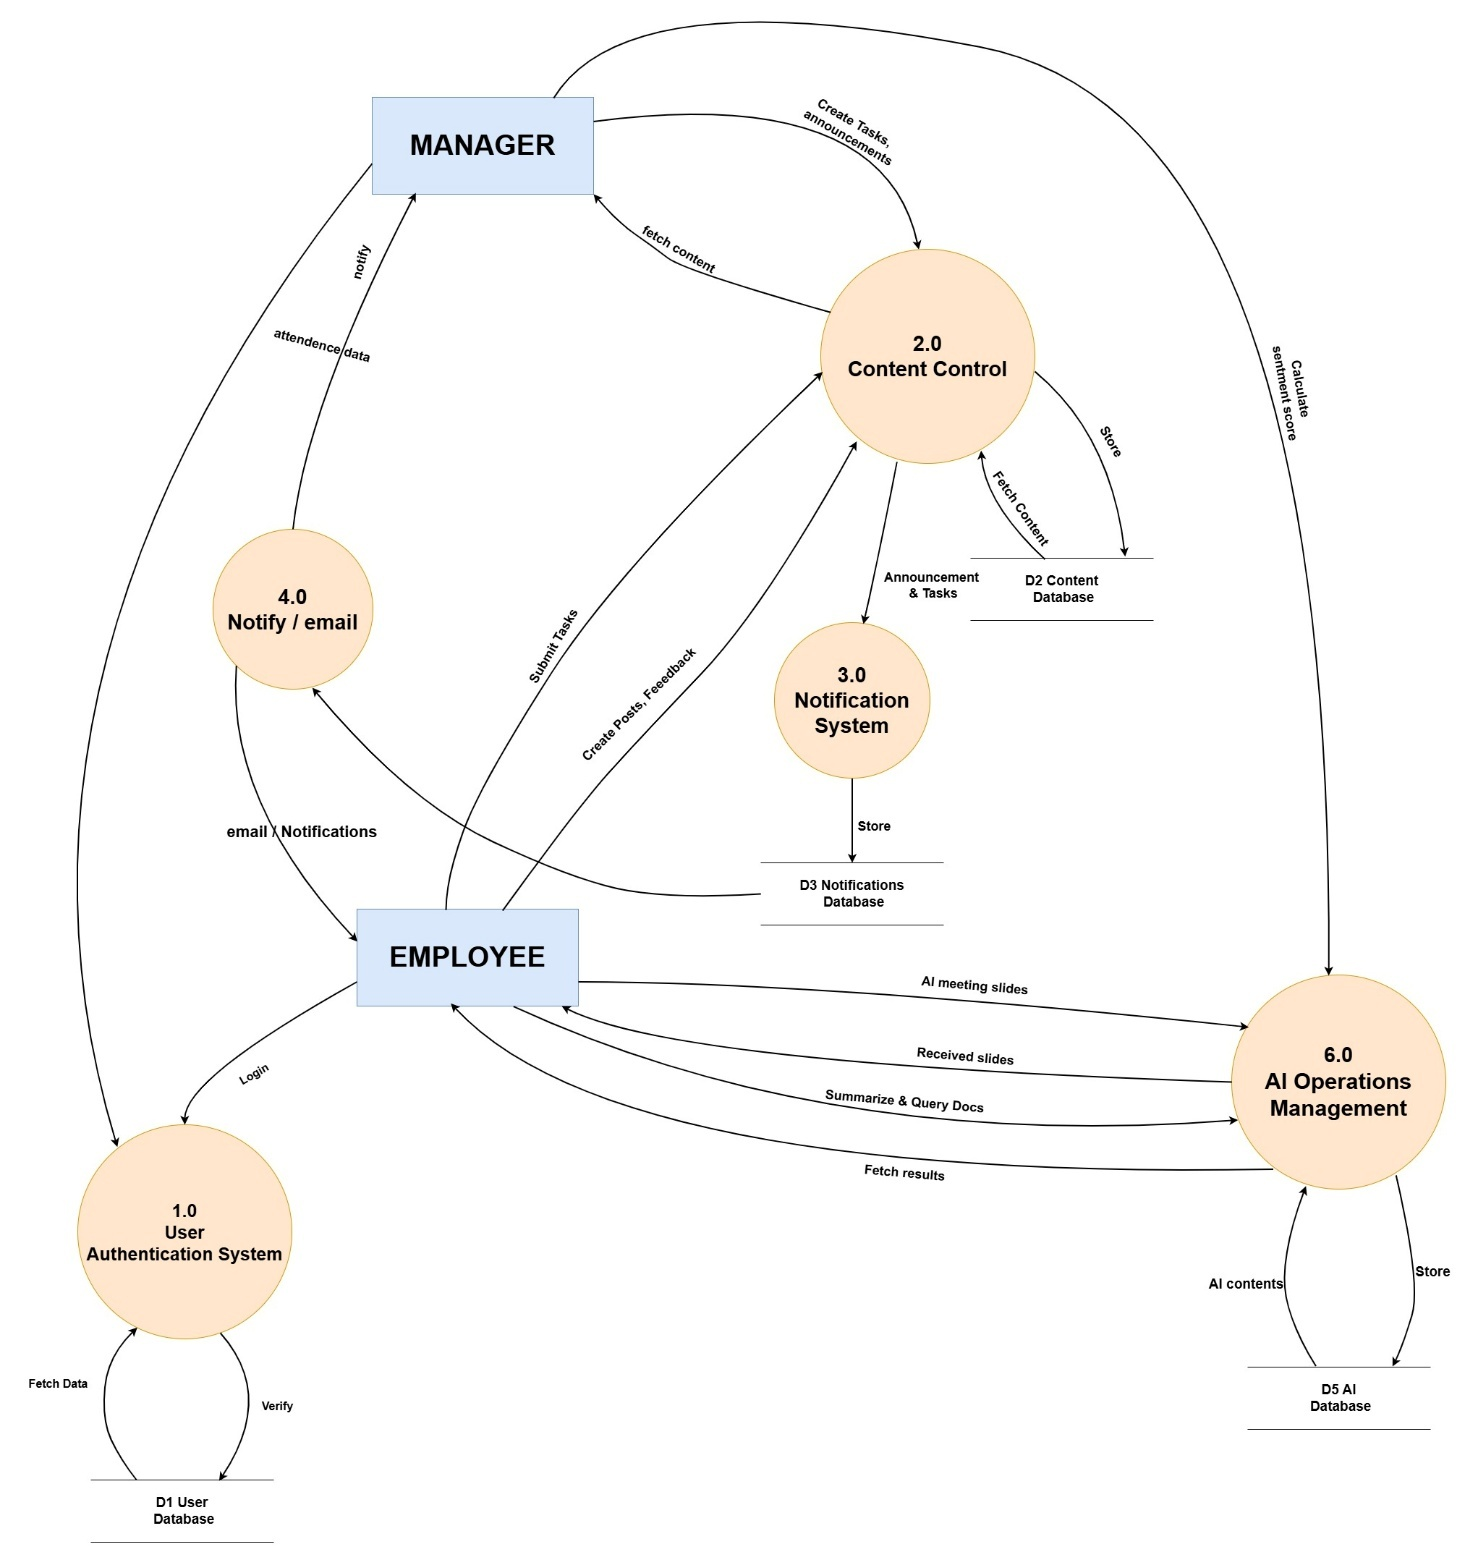 MANAGER
Create Tasks,
announcements
fetch content
notify
attendence data
2.0
Content Control
Calculate
sentment score
Store
Fetch Content
D2 Content
Database
Announcement
& Tasks
4.0
Notify / email
Submit Tasks
Create Posts, Feeedback
3.0
Notification
System
email / Notifications
Store
D3 Notifications
Database
EMPLOYEE
AI meeting slides
Received slides
Summarize & Query Docs
Fetch results
6.0
AI Operations
Management
Login
1.0
User
Authentication System
AI contents
Store
Fetch Data
Verify
D5 AI
Database
D1 User
Database